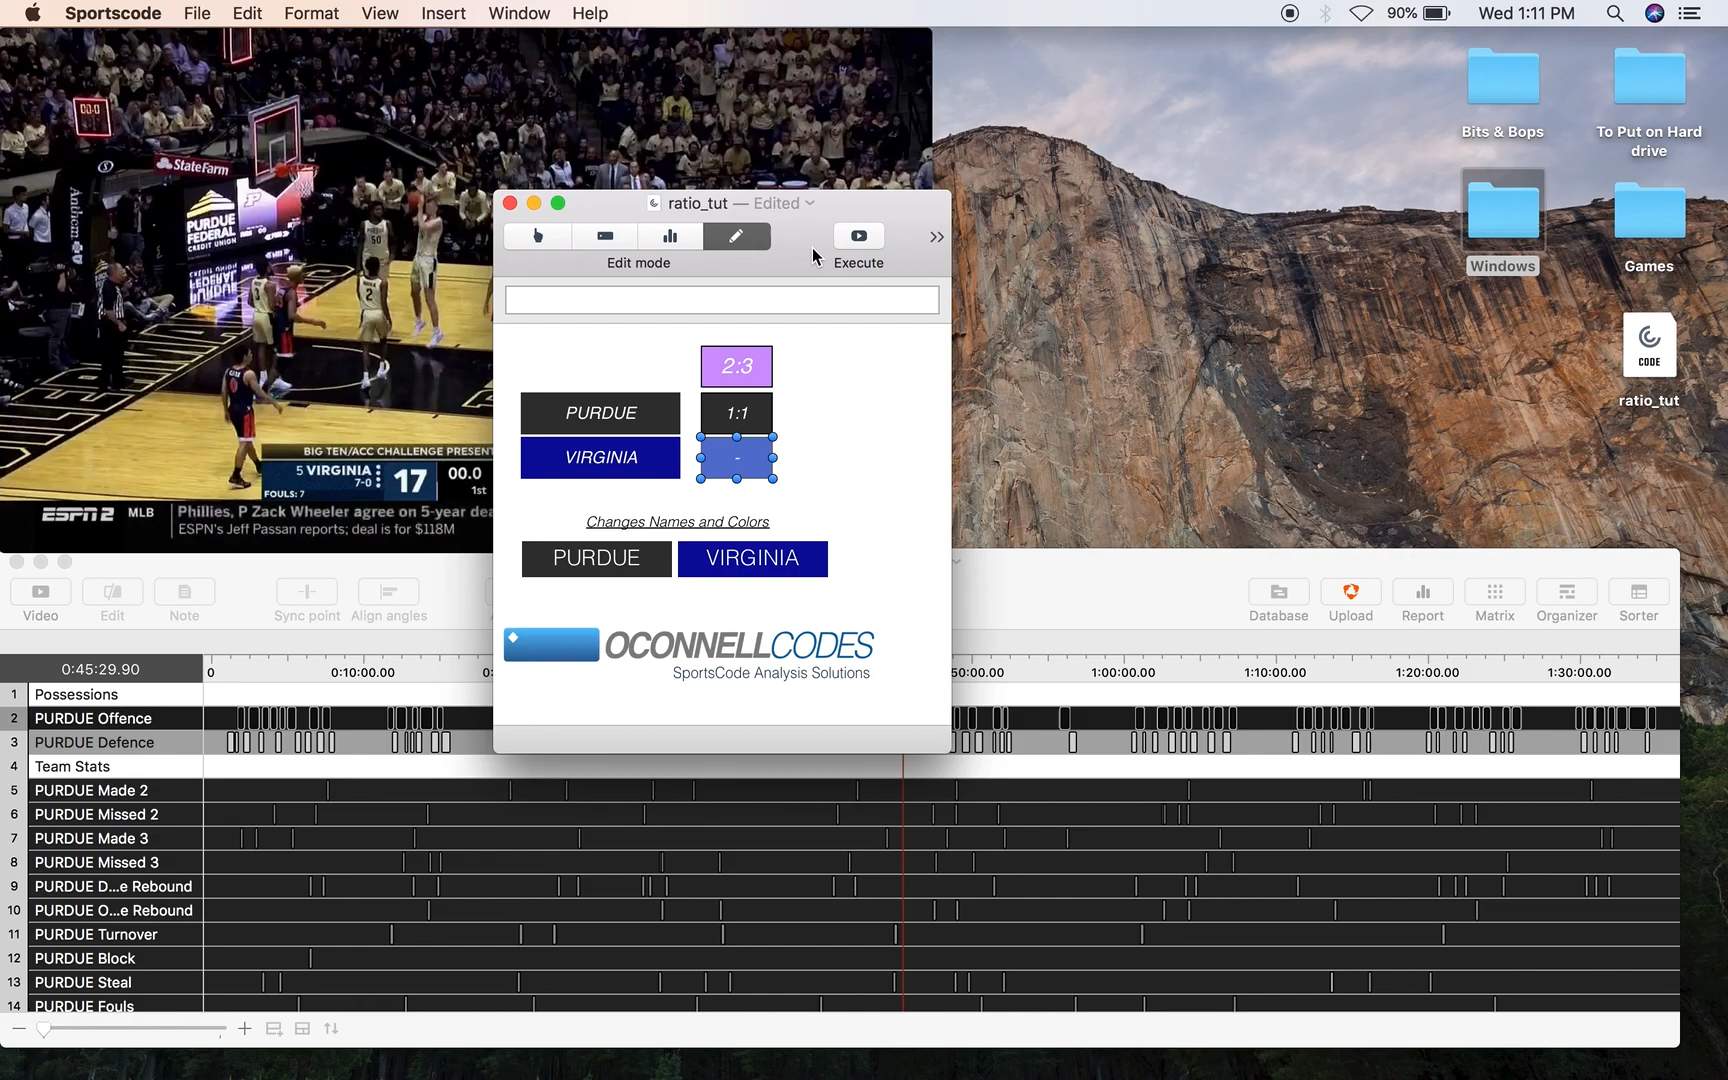 Sportscode File Edit Format View Insert Window Help 90% Wed 1:11 PM
00:0
StateFarm
Anthem
PURDUE
FEDERAL
CREDIT UNION
50
2
BIG TEN/ACC CHALLENGE PRESENT
5 VIRGINIA 17 00.0
7-0 1st
FOULS: 7
ESPN2 MLB Phillies, P Zack Wheeler agree on 5-year dea
ESPN's Jeff Passan reports; deal is for $118M
Bits & Bops
To Put on Hard
drive
Windows
Games
CODE
ratio_tut
ratio_tut — Edited
Edit mode Execute
2:3
PURDUE 1:1
VIRGINIA -
Changes Names and Colors
PURDUE VIRGINIA
OCONNELLCODES
SportsCode Analysis Solutions
Video Edit Note Sync point Align angles Database Upload Report Matrix Organizer Sorter
0:45:29.90 0 0:10:00.00 0: 50:00.00 1:00:00.00 1:10:00.00 1:20:00.00 1:30:00.00
1 Possessions
2 PURDUE Offence
3 PURDUE Defence
4 Team Stats
5 PURDUE Made 2
6 PURDUE Missed 2
7 PURDUE Made 3
8 PURDUE Missed 3
9 PURDUE D...e Rebound
10 PURDUE O...e Rebound
11 PURDUE Turnover
12 PURDUE Block
13 PURDUE Steal
14 PURDUE Fouls